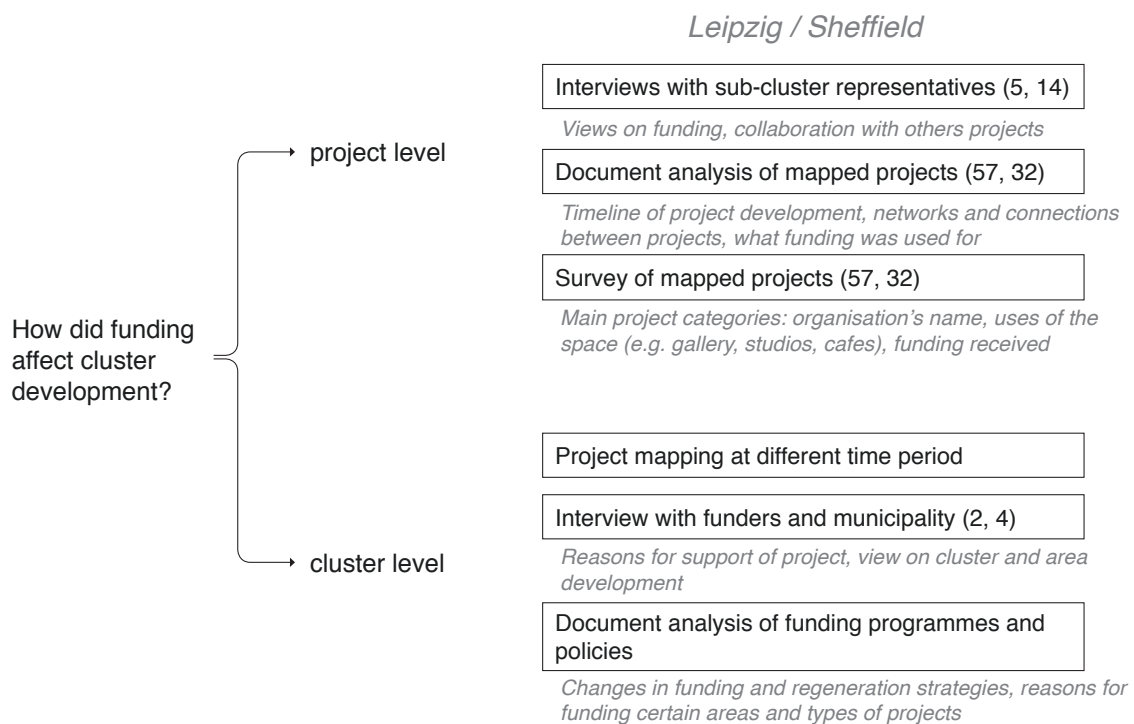 Leipzig / Sheffield
Interviews with sub-cluster representatives (5, 14)
Views on funding, collaboration with others projects
project level
Document analysis of mapped projects (57, 32)
Timeline of project development, networks and connections
between projects, what funding was used for
Survey of mapped projects (57, 32)
Main project categories: organisation’s name, uses of the
space (e.g. gallery, studios, cafes), funding received
How did funding
affect cluster
development?
Project mapping at different time period
Interview with funders and municipality (2, 4)
Reasons for support of project, view on cluster and area
development
cluster level
Document analysis of funding programmes and
policies
Changes in funding and regeneration strategies, reasons for
funding certain areas and types of projects